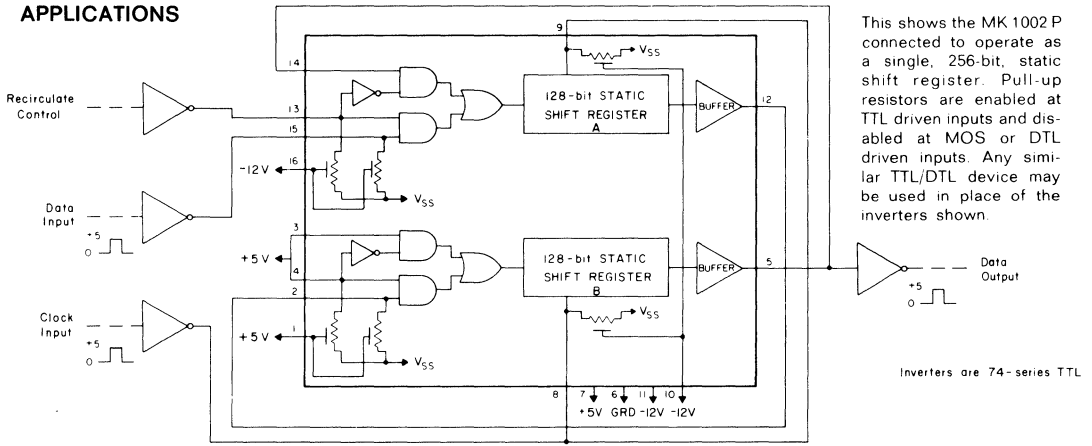 APPLICATIONS
This shows the MK 1002 P
connected to operate as
a single, 256-bit, static
shift register. Pull-up
resistors are enabled at
TTL driven inputs and dis-
abled at MOS or DTL
driven inputs. Any simi-
lar TTL/DTL device may
be used in place of the
inverters shown.
9
14
VSS
Recirculate
Control
13
128-bit STATIC
SHIFT REGISTER
A
BUFFER
12
15
16
-12V
VSS
Data
Input
+5
0
3
+5V
4
128-bit STATIC
SHIFT REGISTER
B
BUFFER
5
Data
Output
+5
0
2
Clock
Input
+5
0
1
+5V
VSS
VSS
Inverters are 74-series TTL
8
7
6
11
10
+5V
GRD
-12V
-12V